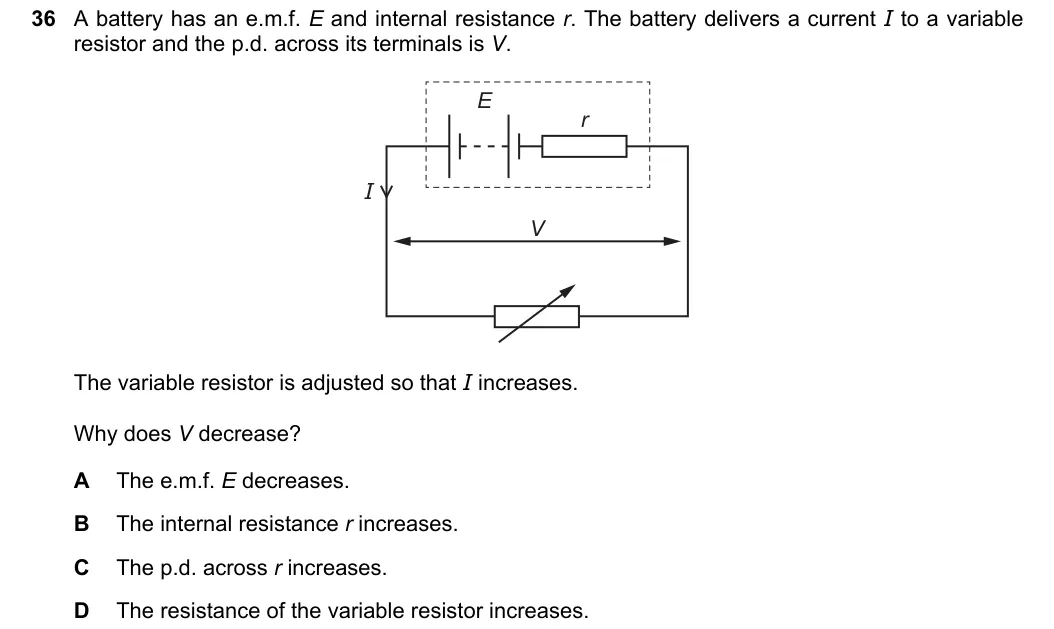 36 A battery has an e.m.f. E and internal resistance r. The battery delivers a current I to a variable
resistor and the p.d. across its terminals is V.
E
r
I
V
The variable resistor is adjusted so that I increases.
Why does V decrease?
A The e.m.f. E decreases.
B The internal resistance r increases.
C The p.d. across r increases.
D The resistance of the variable resistor increases.